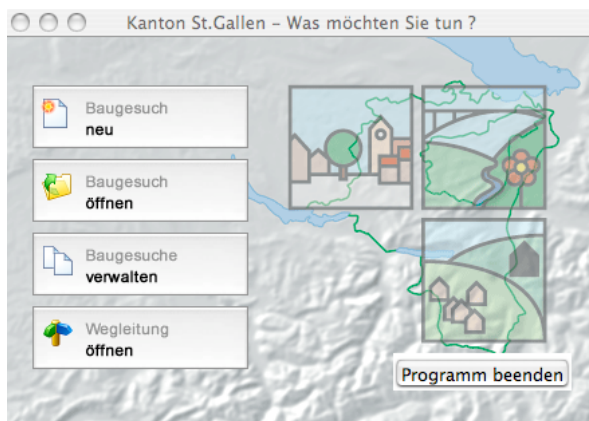 Kanton St.Gallen – Was möchten Sie tun ?
Baugesuch
neu
Baugesuch
öffnen
Baugesuche
verwalten
Wegleitung
öffnen
Programm beenden